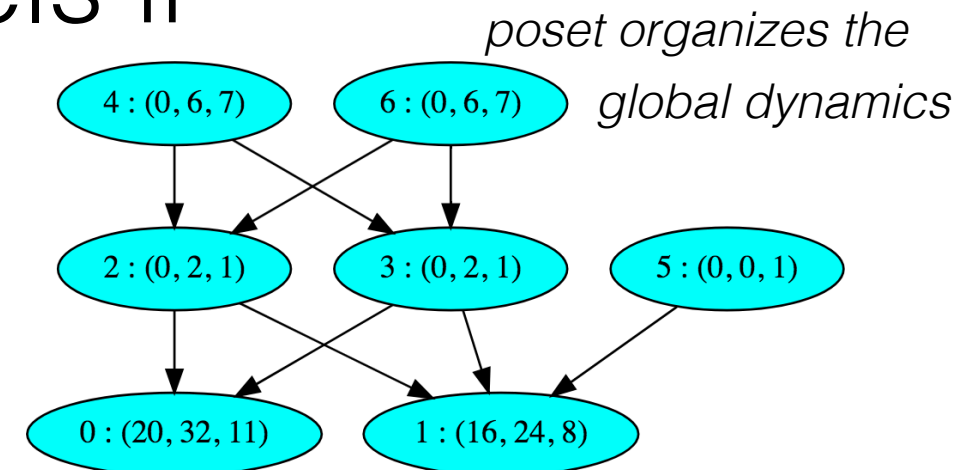 poset organizes the
global dynamics
4 : (0, 6, 7)
6 : (0, 6, 7)
2 : (0, 2, 1)
3 : (0, 2, 1)
5 : (0, 0, 1)
0 : (20, 32, 11)
1 : (16, 24, 8)